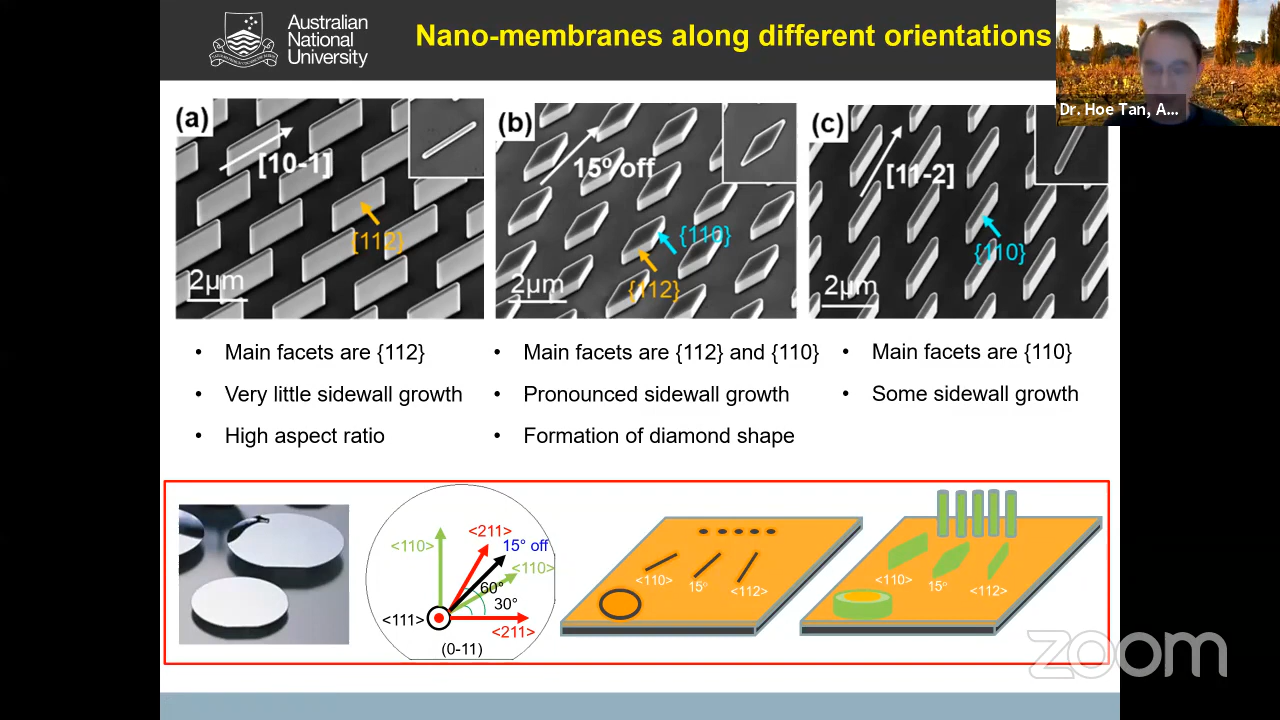 Australian
National
University
Nano-membranes along different orientations
Dr. Hoe Tan, A...
(a)
[10-1]
{112}
2μm
(b)
15º off
{110}
{112}
2μm
(c)
[11-2]
{110}
2μm
• Main facets are {112}
• Very little sidewall growth
• High aspect ratio
• Main facets are {112} and {110}
• Pronounced sidewall growth
• Formation of diamond shape
• Main facets are {110}
• Some sidewall growth
<110>
<211>
15° off
<110>
60°
30°
<111>
<211>
(0-11)
<110>
15°
<112>
<110>
15°
<112>
zoom